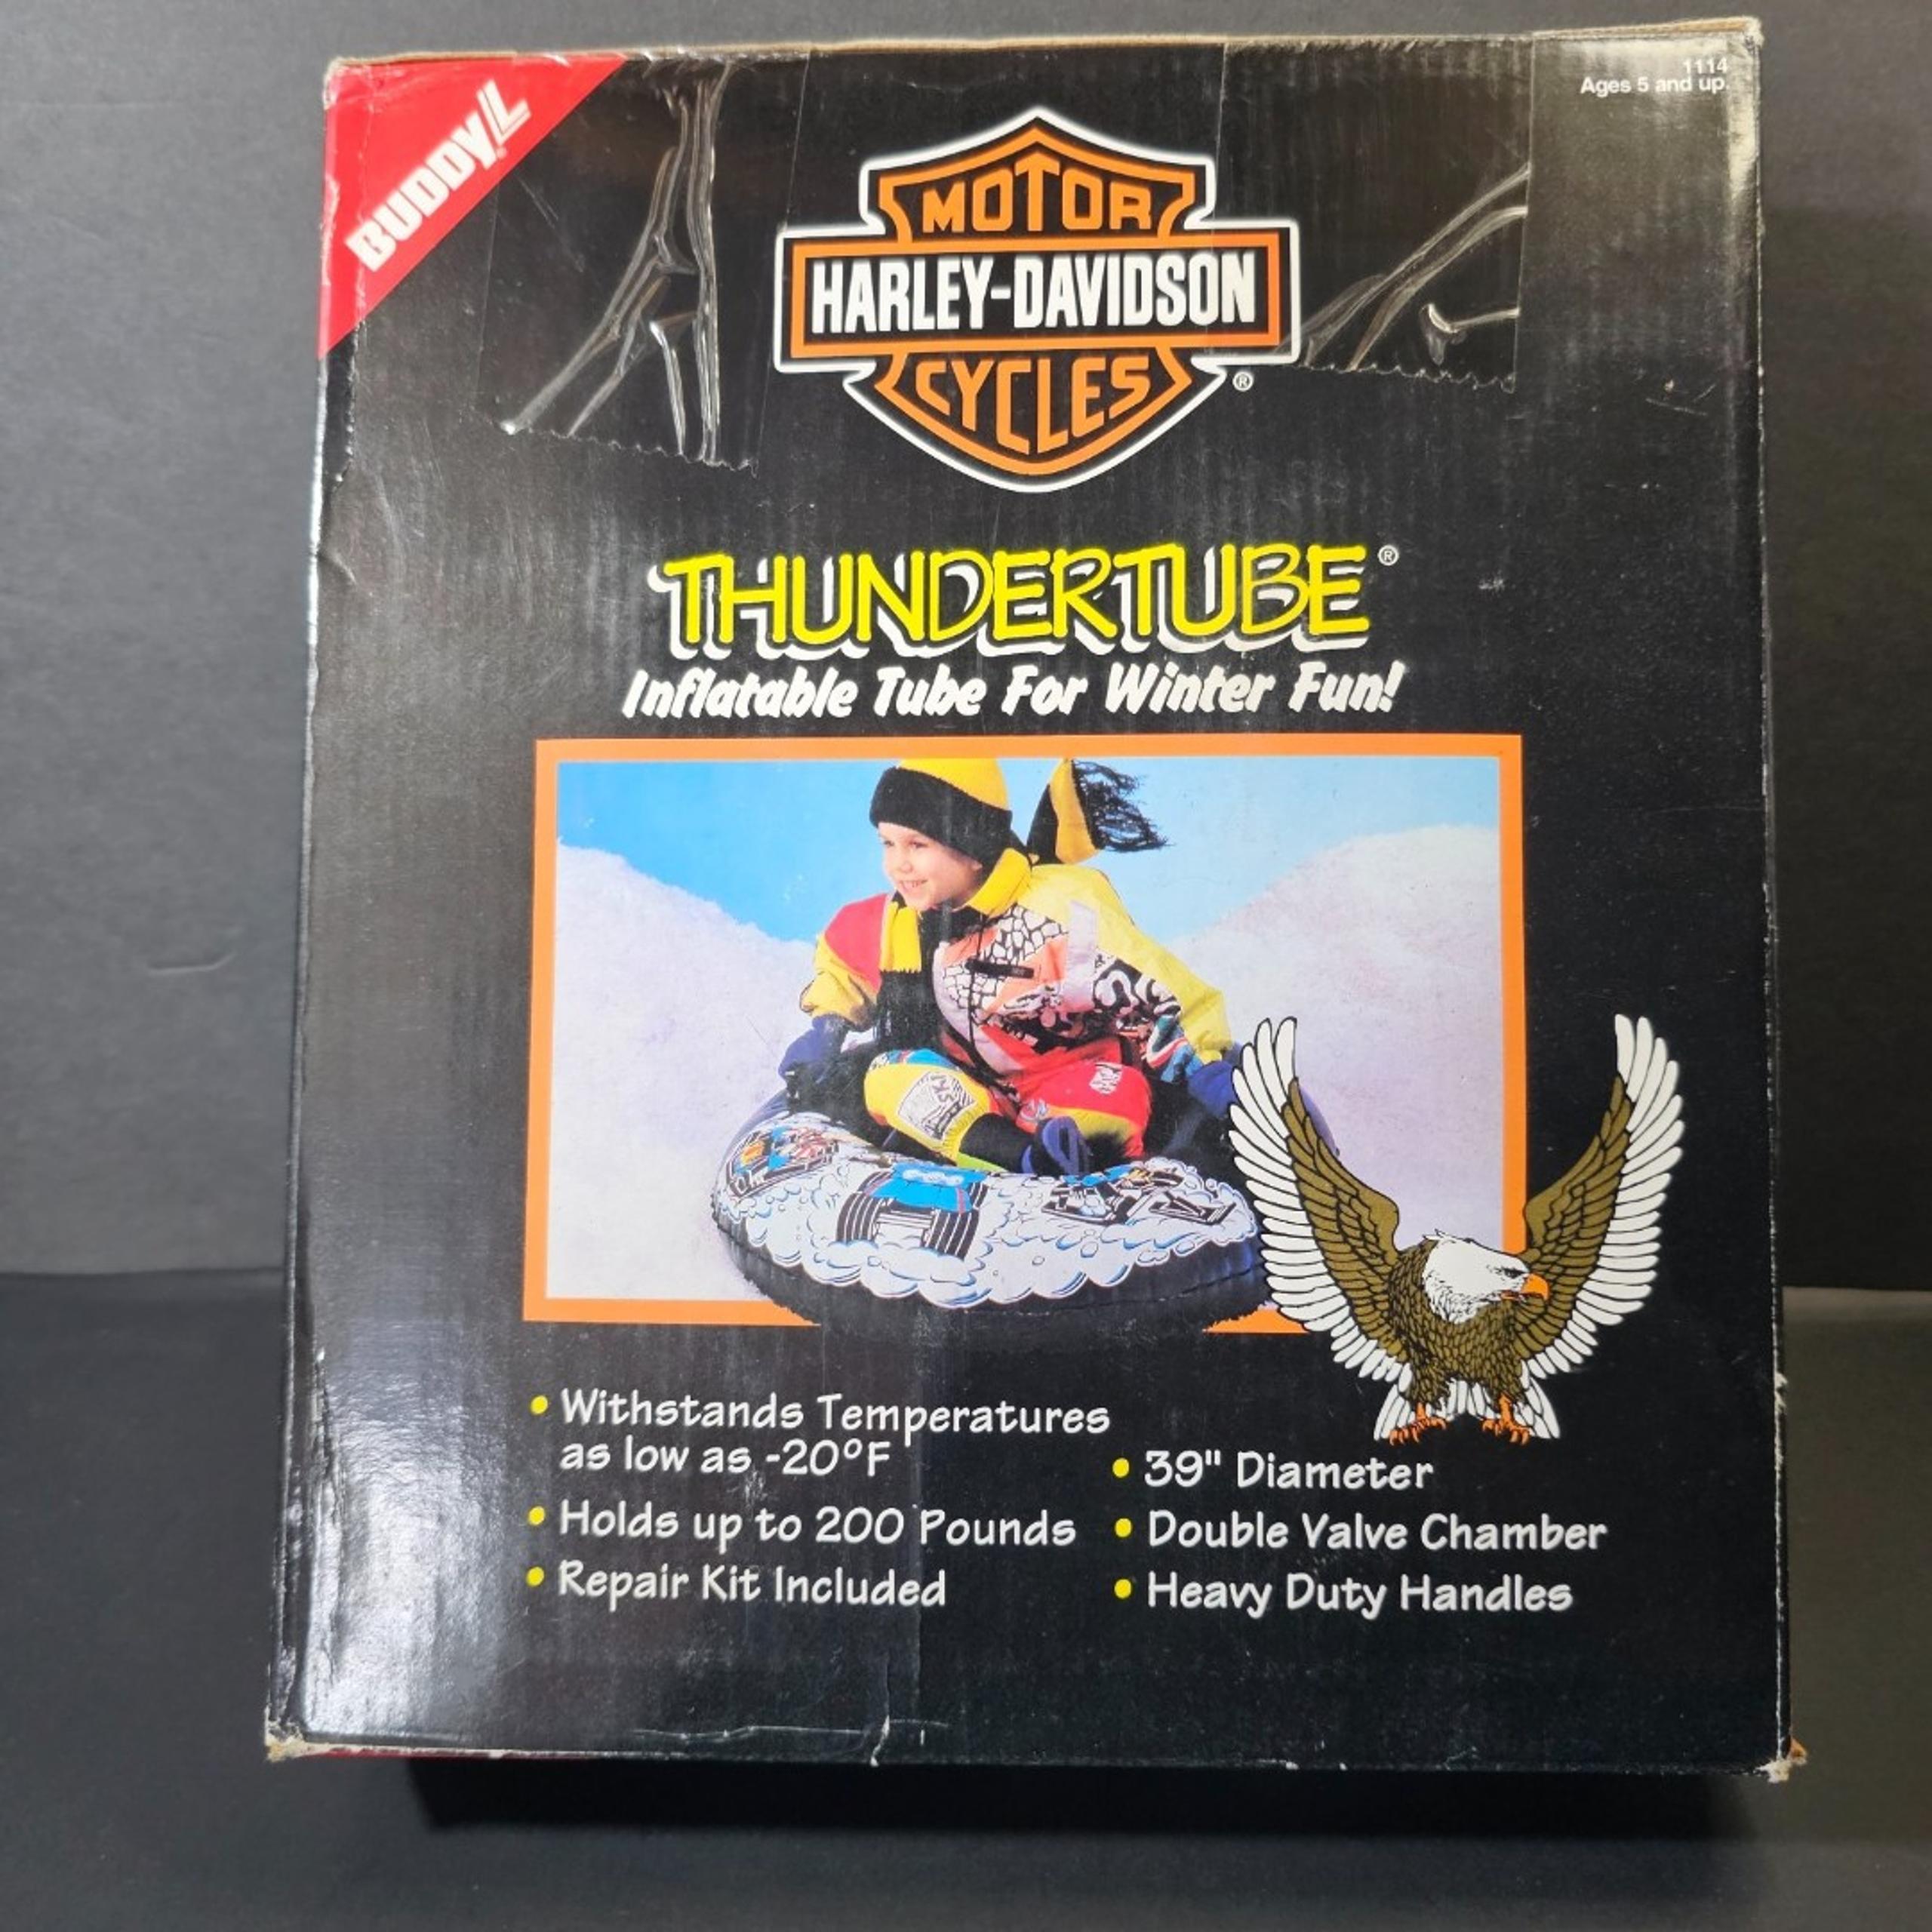 BUDDY/L®
1114
Ages 5 and up.
MOTOR
HARLEY-DAVIDSON
CYCLES
®
THUNDERTUBE®
Inflatable Tube For Winter Fun!
• Withstands Temperatures
as low as -20°F
• Holds up to 200 Pounds
• Repair Kit Included
• 39" Diameter
• Double Valve Chamber
• Heavy Duty Handles